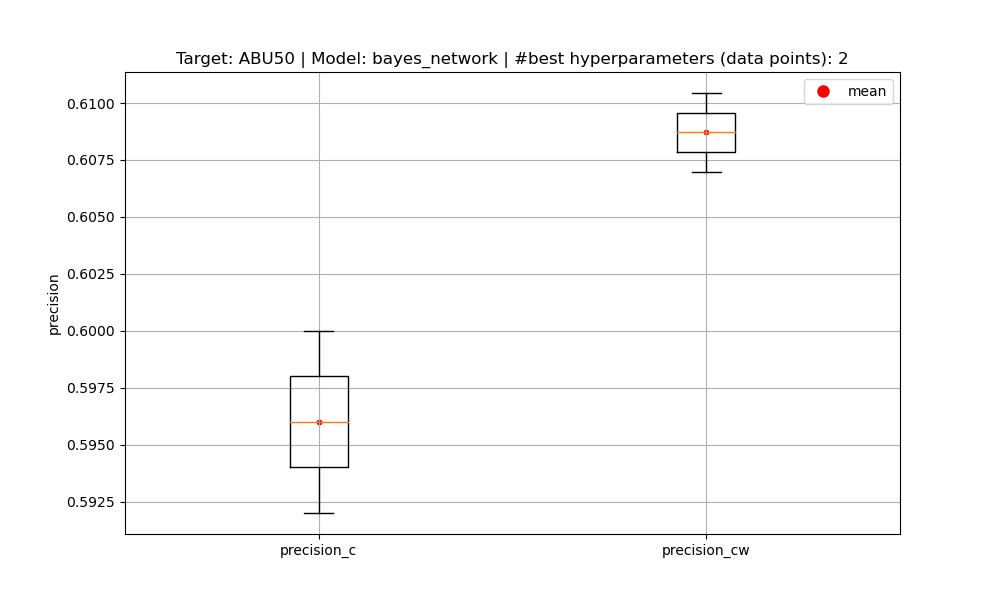 Target: ABU50 | Model: bayes_network | #best hyperparameters (data points): 2
mean
precision
0.6100
0.6075
0.6050
0.6025
0.6000
0.5975
0.5950
0.5925
precision_c
precision_cw